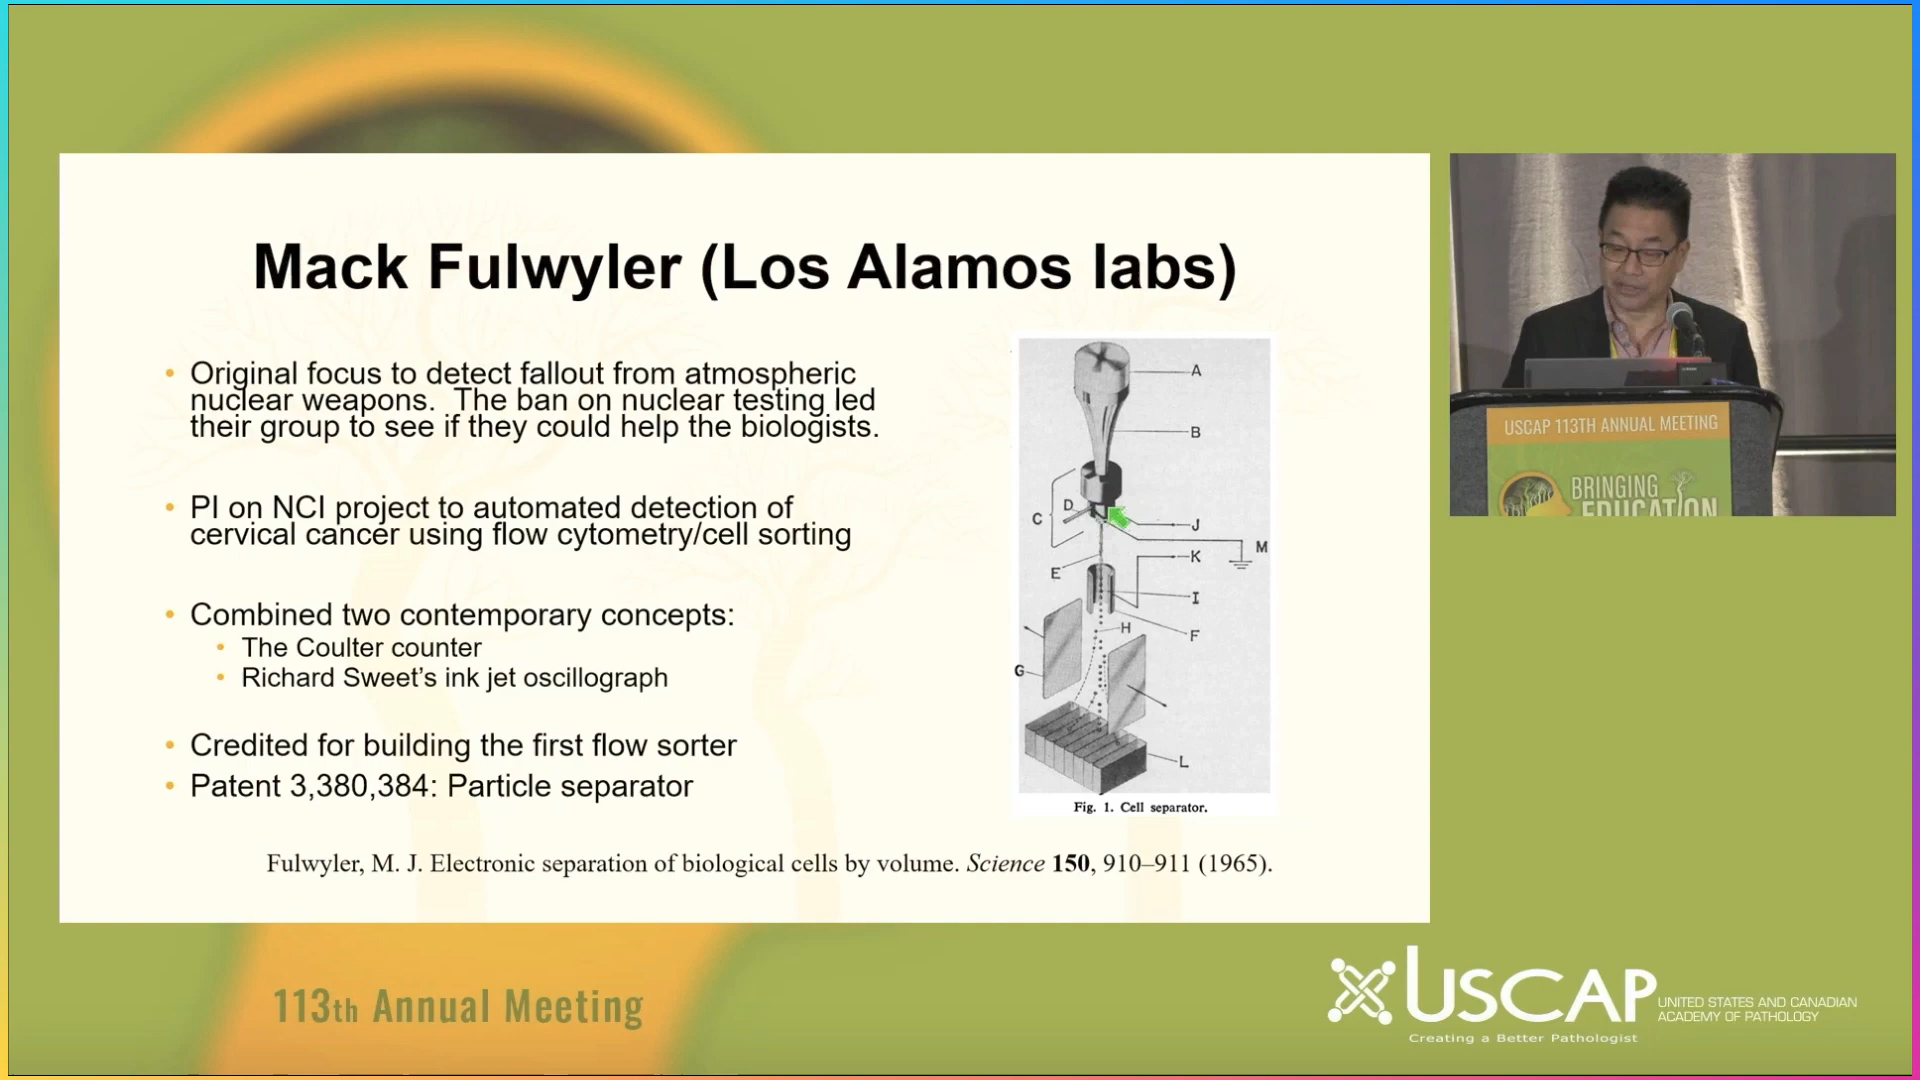 Mack Fulwyler (Los Alamos labs)
• Original focus to detect fallout from atmospheric
nuclear weapons. The ban on nuclear testing led
their group to see if they could help the biologists.
• PI on NCI project to automated detection of
cervical cancer using flow cytometry/cell sorting
• Combined two contemporary concepts:
• The Coulter counter
• Richard Sweet’s ink jet oscillograph
• Credited for building the first flow sorter
• Patent 3,380,384: Particle separator
A
B
C
D
J
M
K
E
I
H
F
G
L
Fig. 1. Cell separator.
Fulwyler, M. J. Electronic separation of biological cells by volume. Science 150, 910–911 (1965).
USCAP 113TH ANNUAL MEETING
BRINGING
EDUCATION
113th Annual Meeting
USCAP
UNITED STATES AND CANADIAN
ACADEMY OF PATHOLOGY
Creating a Better Pathologist